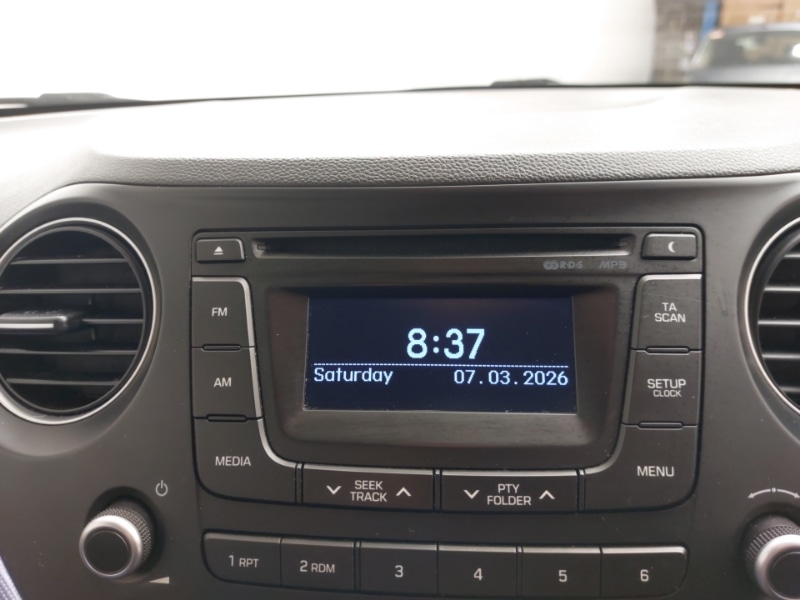 RDS MP3
FM
TA
SCAN
8:37
Saturday 07.03.2026
AM
SETUP
CLOCK
MEDIA
MENU
SEEK
TRACK
PTY
FOLDER
1 RPT 2 RDM 3 4 5 6